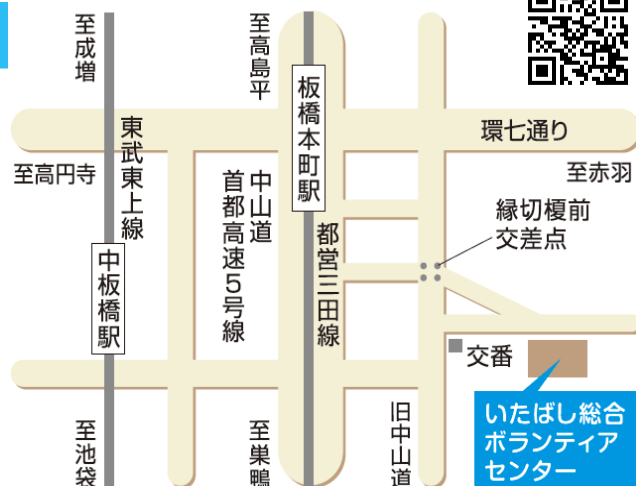 至成増
至高島平
板橋本町駅
環七通り
東武東上線
至高円寺
至赤羽
中山道
首都高速5号線
縁切榎前
交差点
都営三田線
中板橋駅
交番
いたばし総合
ボランティア
センター
旧中山道
至池袋
至巣鴨